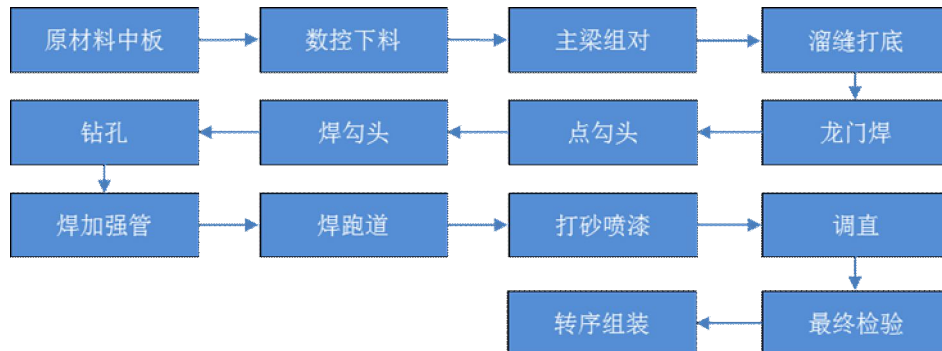 原材料中板
数控下料
主梁组对
溜缝打底
龙门焊
点勾头
焊勾头
钻孔
焊加强管
焊跑道
打砂喷漆
调直
最终检验
转序组装